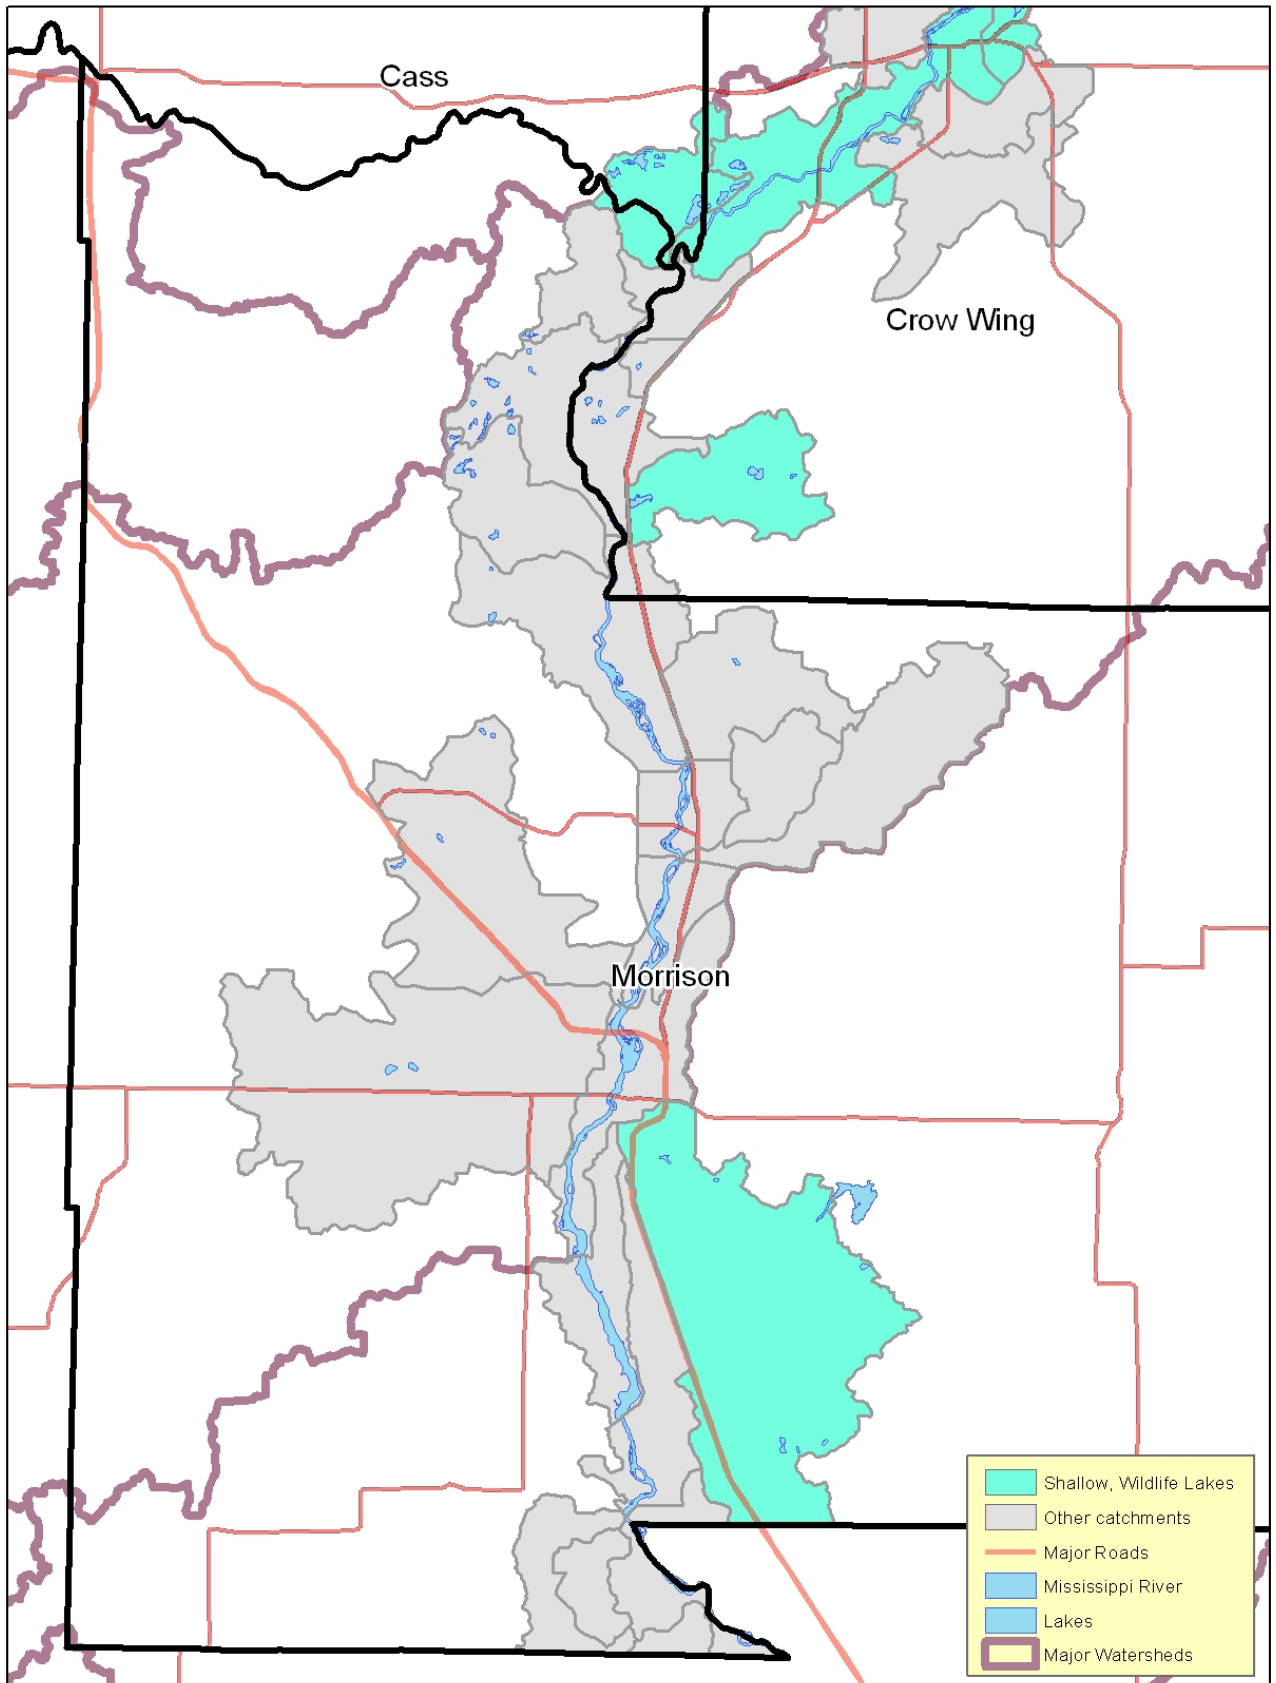 Cass
Crow Wing
Morrison
Shallow, Wildlife Lakes
Other catchments
Major Roads
Mississippi River
Lakes
Major Watersheds